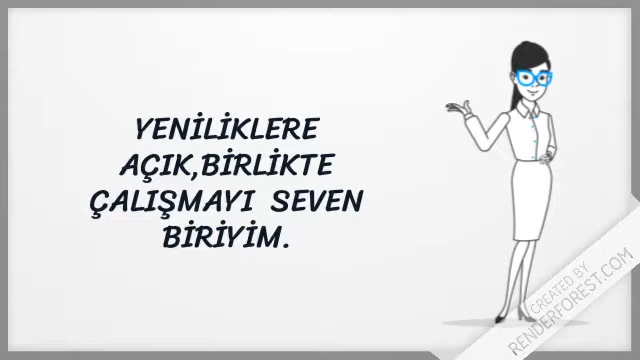 YENİLİKLERE
AÇIK,BİRLİKTE
ÇALIŞMAYI SEVEN
BİRİYİM.
CREATED BY
RENDERFOREST.COM